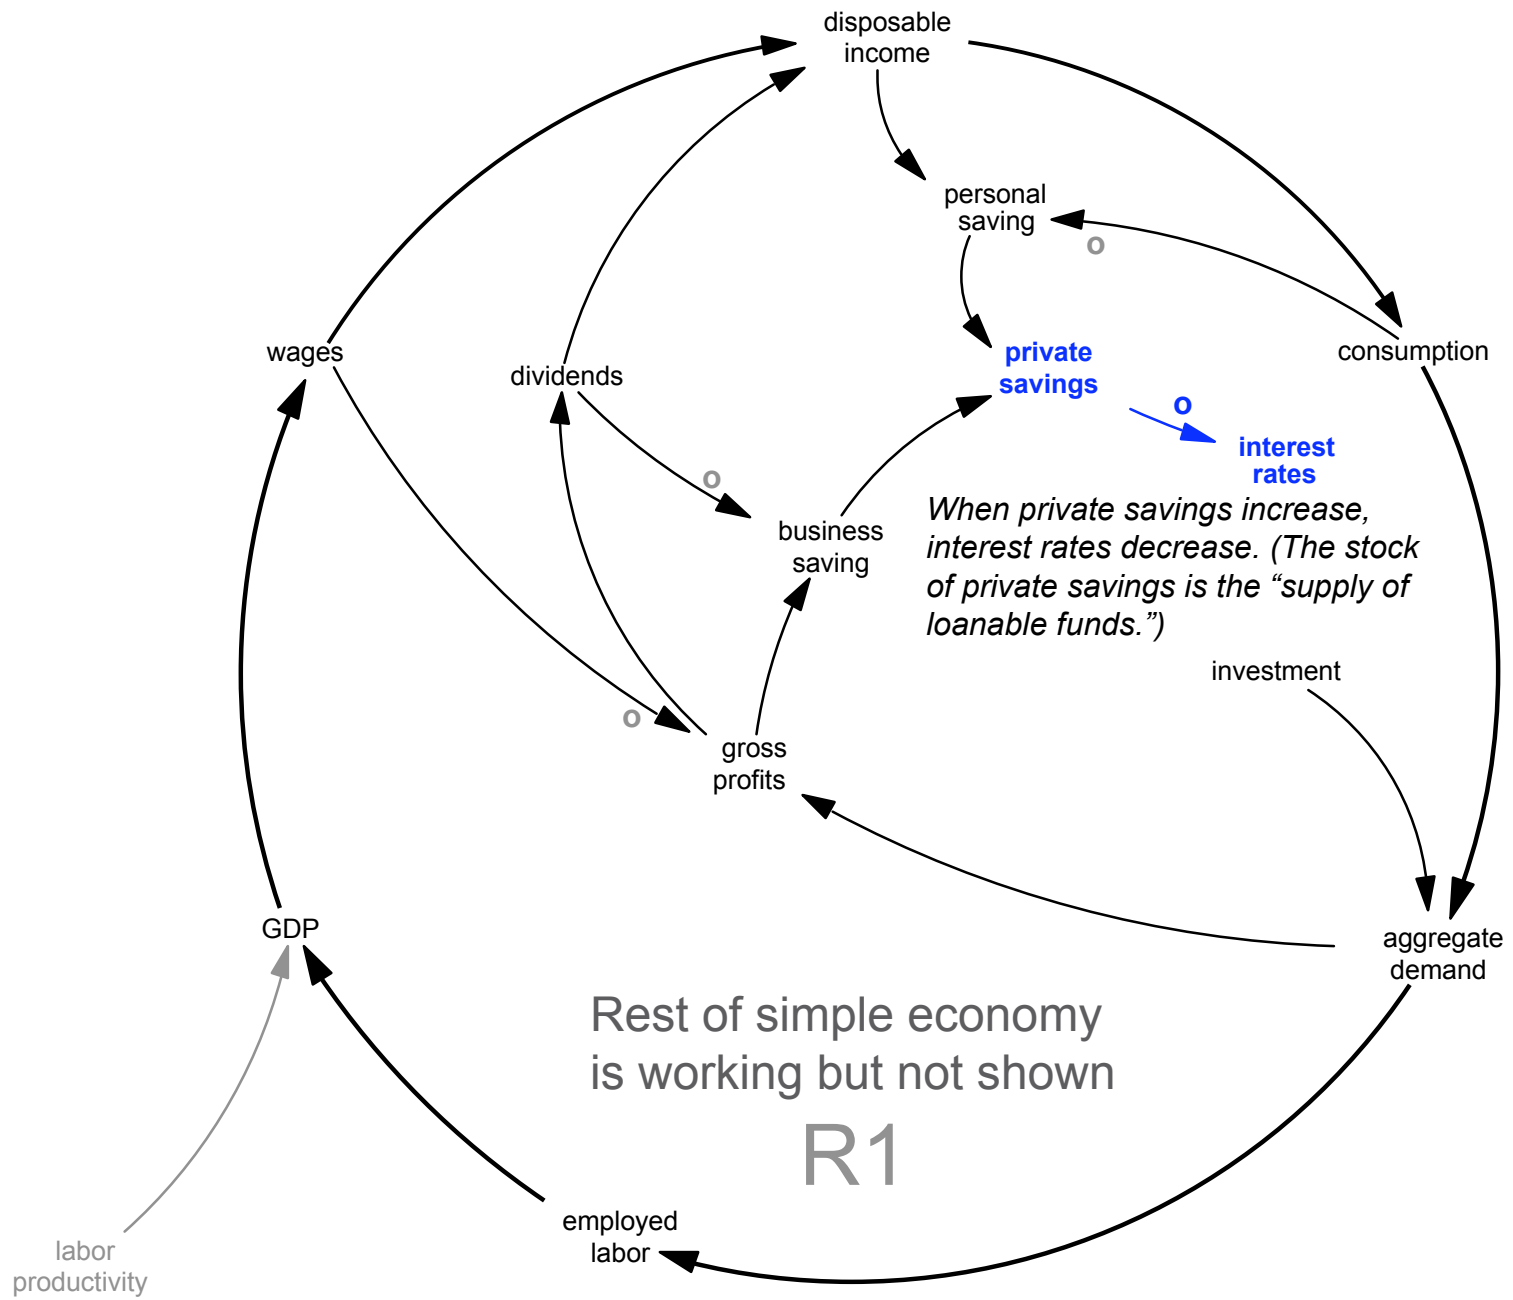 disposable
income
personal
saving
o
wages
dividends
private
savings
consumption
o
interest
rates
o
business
saving
When private savings increase,
interest rates decrease. (The stock
of private savings is the “supply of
loanable funds.”)
investment
o
gross
profits
GDP
aggregate
demand
Rest of simple economy
is working but not shown
R1
employed
labor
labor
productivity